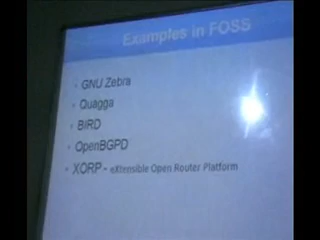 Examples in FOSS
GNU Zebra
Quagga
BIRD
OpenBGPD
XORP - eXtensible Open Router Platform